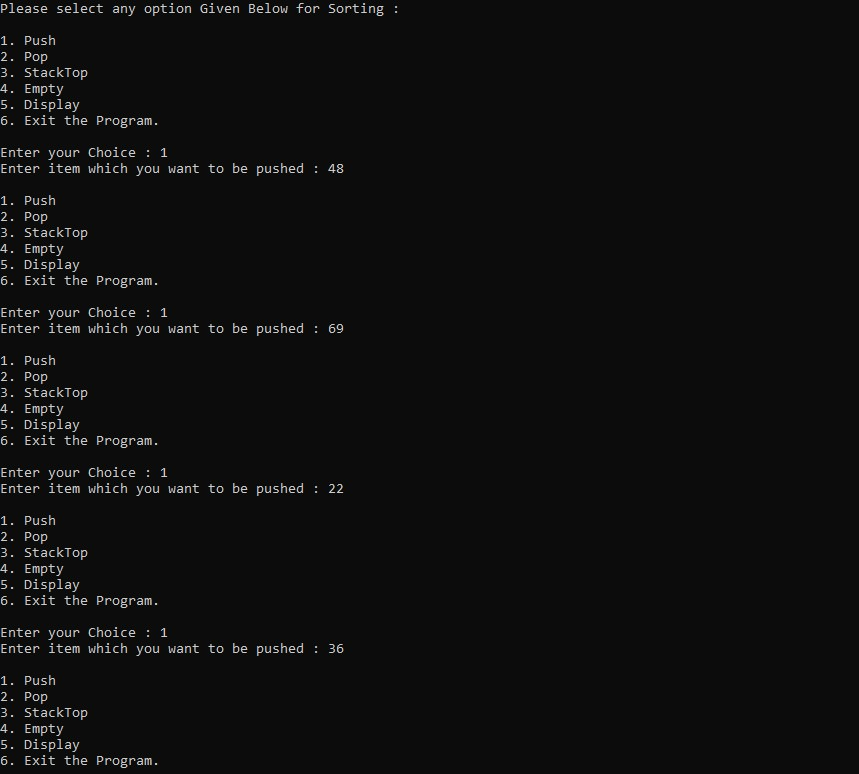 Please select any option Given Below for Sorting :
1. Push
2. Pop
3. StackTop
4. Empty
5. Display
6. Exit the Program.
Enter your Choice : 1
Enter item which you want to be pushed : 48
1. Push
2. Pop
3. StackTop
4. Empty
5. Display
6. Exit the Program.
Enter your Choice : 1
Enter item which you want to be pushed : 69
1. Push
2. Pop
3. StackTop
4. Empty
5. Display
6. Exit the Program.
Enter your Choice : 1
Enter item which you want to be pushed : 22
1. Push
2. Pop
3. StackTop
4. Empty
5. Display
6. Exit the Program.
Enter your Choice : 1
Enter item which you want to be pushed : 36
1. Push
2. Pop
3. StackTop
4. Empty
5. Display
6. Exit the Program.